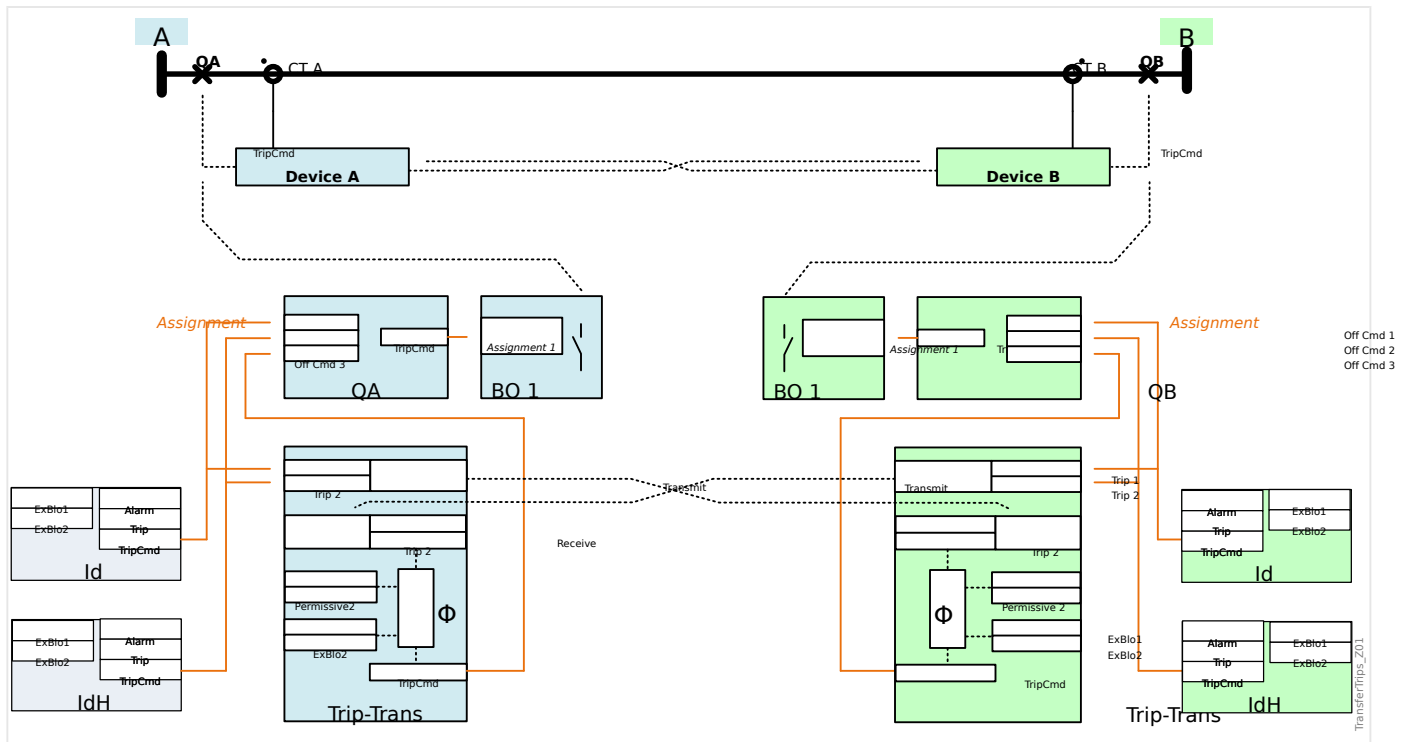 A
B
QA
CT A
CT B
QB
TripCmd
TripCmd
Device A
Device B
Assignment
Assignment
Off Cmd 1
Off Cmd 2
Off Cmd 3
TripCmd
Assignment 1
Assignment 1
Tr
Off Cmd 3
QA
BO 1
BO 1
QB
Trip 2
Transmit
Transmit
Trip 1
Trip 2
ExBlo1
Alarm
ExBlo2
Trip
TripCmd
Id
Trip 2
Receive
Trip 2
Alarm
ExBlo1
Trip
ExBlo2
TripCmd
Id
Permissive2
Φ
Φ
Permissive 2
ExBlo2
ExBlo1
ExBlo2
ExBlo1
Alarm
ExBlo2
Trip
TripCmd
IdH
TripCmd
TripCmd
Alarm
ExBlo1
Trip
ExBlo2
TripCmd
IdH
Trip-Trans
Trip-Trans
TransferTrips_Z01